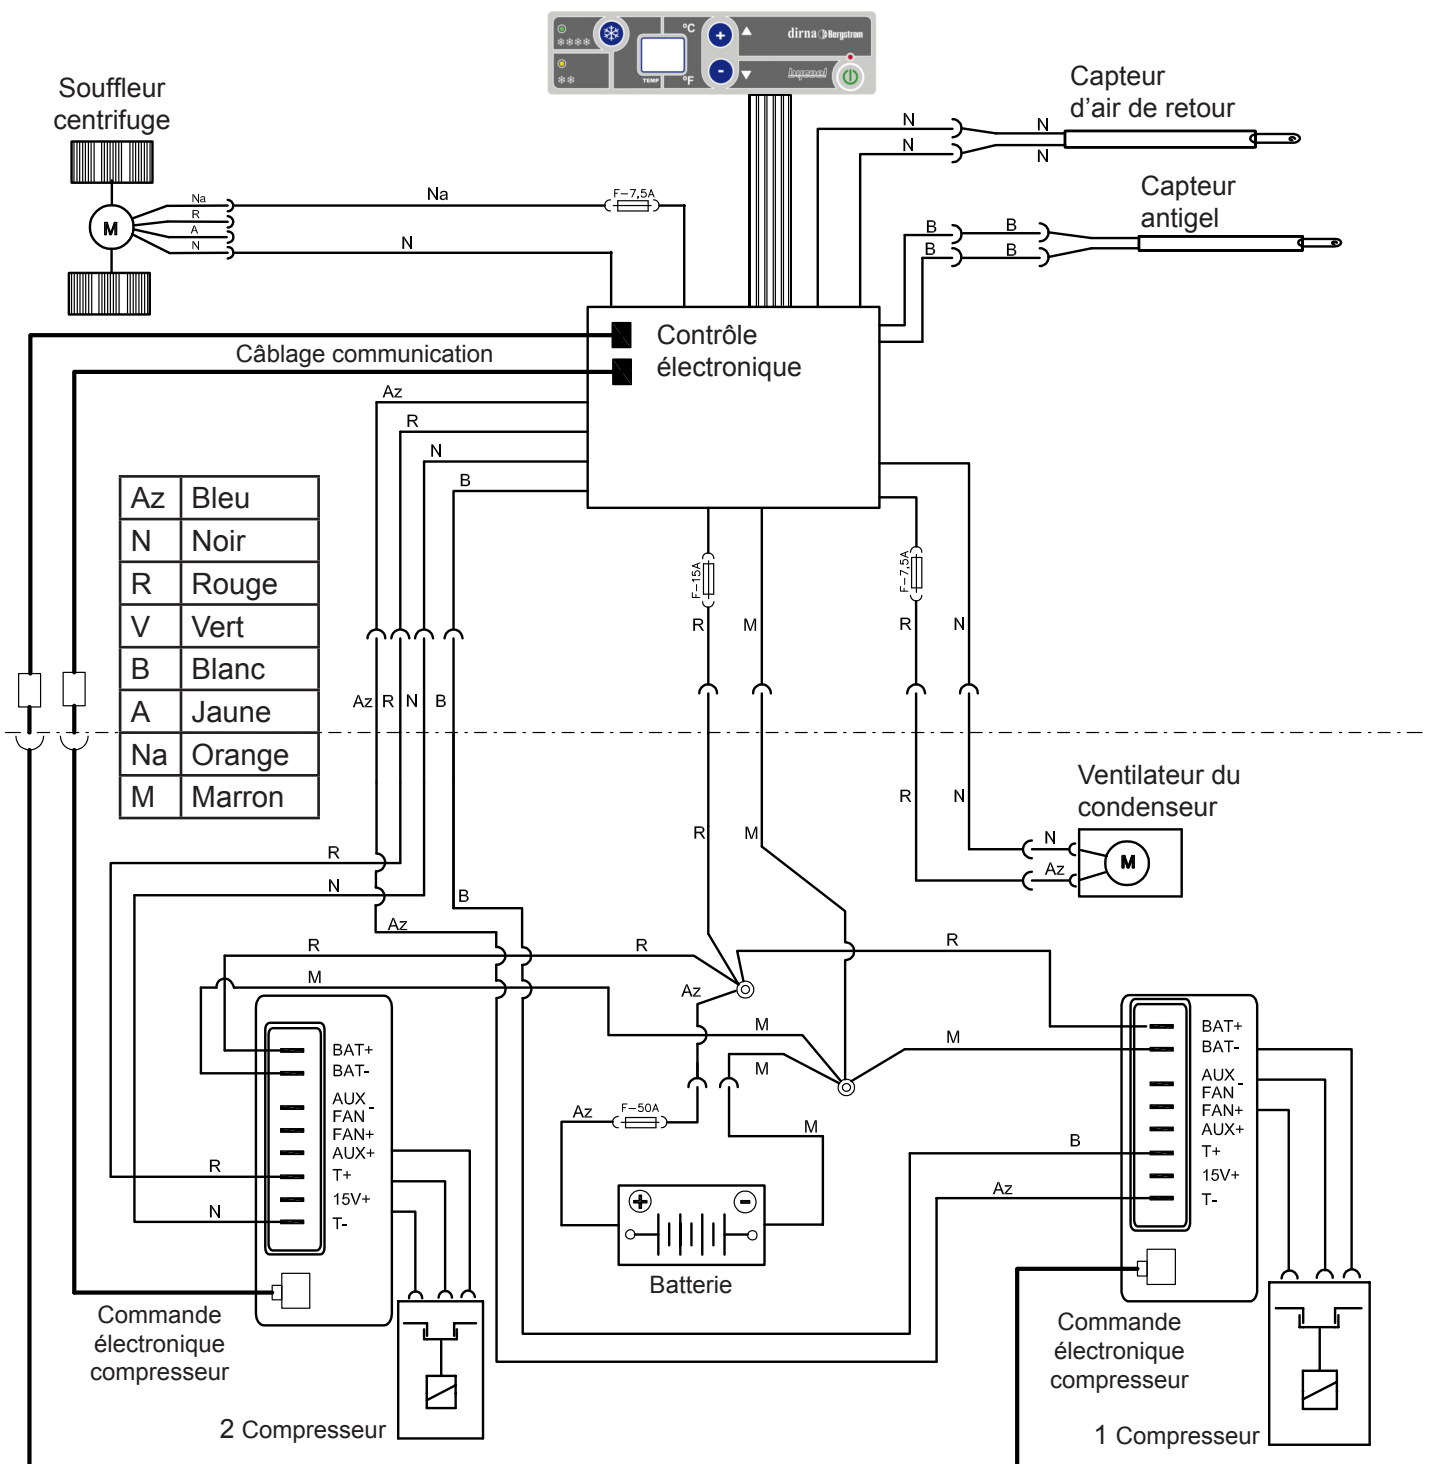 °C
dirna Bergstrom
TEMP
°F
bycool
Souffleur
centrifuge
Capteur
d'air de retour
N
N
N
N
Capteur
antigel
B
B
B
B
M
Na
R
A
N
Na
N
F-7,5A
Contrôle
électronique
Câblage communication
Az
R
N
B
Az Bleu
N Noir
R Rouge
V Vert
B Blanc
A Jaune
Na Orange
M Marron
F-15A
F-7,5A
R
M
R
N
Az
R
N
B
R
M
R
N
Ventilateur du
condenseur
N
Az
M
R
N
B
Az
R
R
R
M
Az
M
M
M
Az
F-50A
M
BAT+
BAT-
AUX
FAN -
FAN+
AUX+
T+
15V+
T-
R
N
BAT+
BAT-
AUX
FAN -
FAN+
AUX+
T+
15V+
T-
B
Az
+
-
Batterie
Commande
électronique
compresseur
2 Compresseur
Commande
électronique
compresseur
1 Compresseur